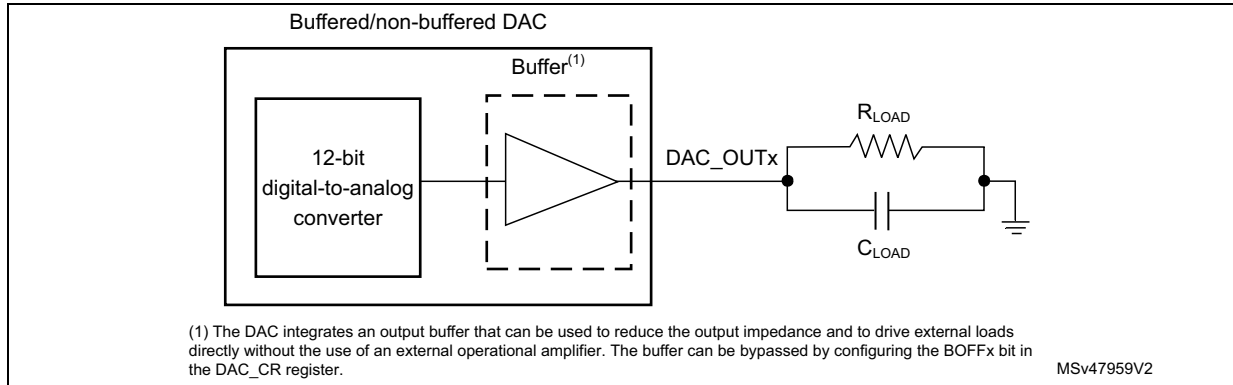 Buffered/non-buffered DAC
Buffer(1)
12-bit
digital-to-analog
converter
DAC_OUTx
RLOAD
CLOAD
(1) The DAC integrates an output buffer that can be used to reduce the output impedance and to drive external loads
directly without the use of an external operational amplifier. The buffer can be bypassed by configuring the BOFFx bit in
the DAC_CR register.
MSv47959V2